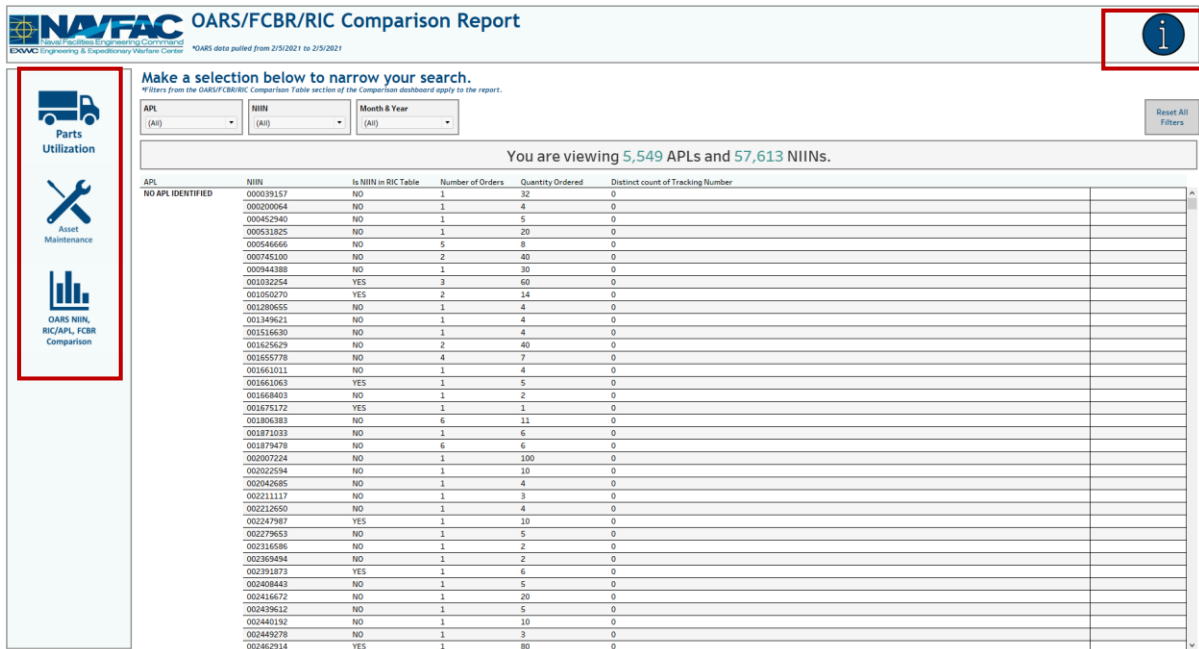 NAVFAC
Naval Facilities Engineering Command
EXWC Engineering & Expeditionary Warfare Center
OARS/FCBR/RIC Comparison Report
*OARS data pulled from 2/5/2021 to 2/5/2021
i
Parts
Utilization
Asset
Maintenance
OARS NIIN,
RIC/APL, FCBR
Comparison
Make a selection below to narrow your search.
*Filters from the OARS/FCBR/RIC Comparison Table section of the Comparison dashboard apply to the report.
APL NIIN Month & Year
(All) (All) (All)
Reset All
Filters
You are viewing 5,549 APLs and 57,613 NIINs.
APL NIIN Is NIIN in RIC Table Number of Orders Quantity Ordered Distinct count of Tracking Number
NO APL IDENTIFIED 000039157 NO 1 32 0
000200064 NO 1 4 0
000452940 NO 1 5 0
000531825 NO 1 20 0
000546666 NO 5 8 0
000745100 NO 2 40 0
000944388 NO 1 30 0
001032254 YES 3 60 0
001050270 YES 2 14 0
001280655 NO 1 4 0
001349621 NO 1 4 0
001516630 NO 1 4 0
001625629 NO 2 40 0
001655778 NO 4 7 0
001661011 NO 1 4 0
001661063 YES 1 5 0
001668403 NO 1 2 0
001675172 YES 1 1 0
001806383 NO 6 11 0
001871033 NO 1 6 0
001879478 NO 6 6 0
002007224 NO 1 100 0
002022594 NO 1 10 0
002042685 NO 1 4 0
002211117 NO 1 3 0
002212650 NO 1 4 0
002247987 YES 1 10 0
002279653 NO 1 5 0
002316586 NO 1 2 0
002369494 NO 1 2 0
002391873 YES 1 6 0
002408443 NO 1 5 0
002416672 NO 1 20 0
002439612 NO 1 5 0
002440192 NO 1 10 0
002449278 NO 1 3 0
002462914 YES 1 80 0